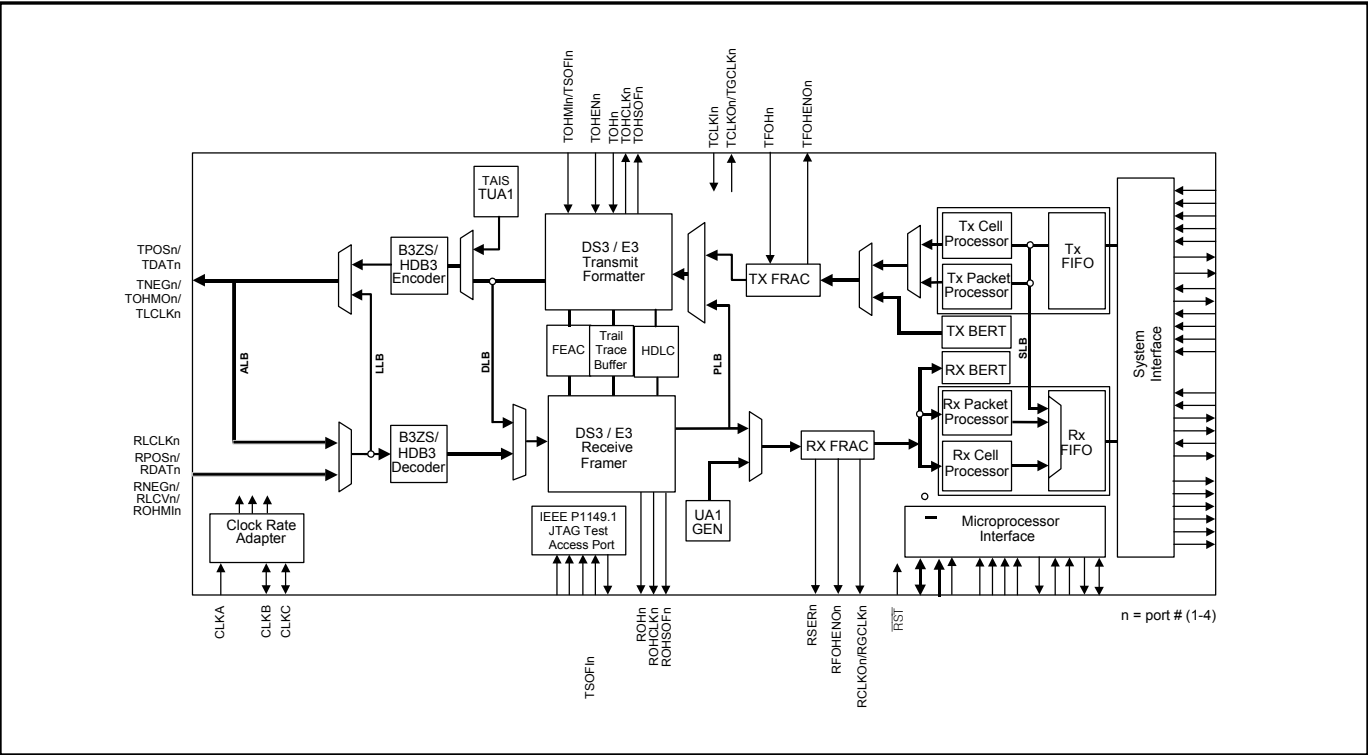 TOHMIn/TSOFIn
TOHENn
TOHn
TOHCLKn
TOHSOFn
TCLKIn
TCLKOn/TGCLKn
TFOHn
TFOHENOn
TAIS
TUA1
TPOSn/
TDATn
TNEGn/
TOHMOn/
TLCLKn
B3ZS/
HDB3
Encoder
DS3 / E3
Transmit
Formatter
TX FRAC
Tx Cell
Processor
Tx Packet
Processor
Tx
FIFO
TX BERT
RX BERT
System
Interface
ALB
LLB
DLB
FEAC
Trail
Trace
Buffer
HDLC
PLB
SLB
RLCLKn
RPOSn/
RDATn
RNEGn/
RLCVn/
ROHMIn
B3ZS/
HDB3
Decoder
DS3 / E3
Receive
Framer
RX FRAC
Rx Packet
Processor
Rx Cell
Processor
Rx
FIFO
Clock Rate
Adapter
IEEE P1149.1
JTAG Test
Access Port
UA1
GEN
Microprocessor
Interface
CLKA
CLKB
CLKC
TSOFIn
ROHn
ROHCLKn
ROHSOFn
RSERn
RFOHENOn
RCLKOn/RGCLKn
RST
n = port # (1-4)